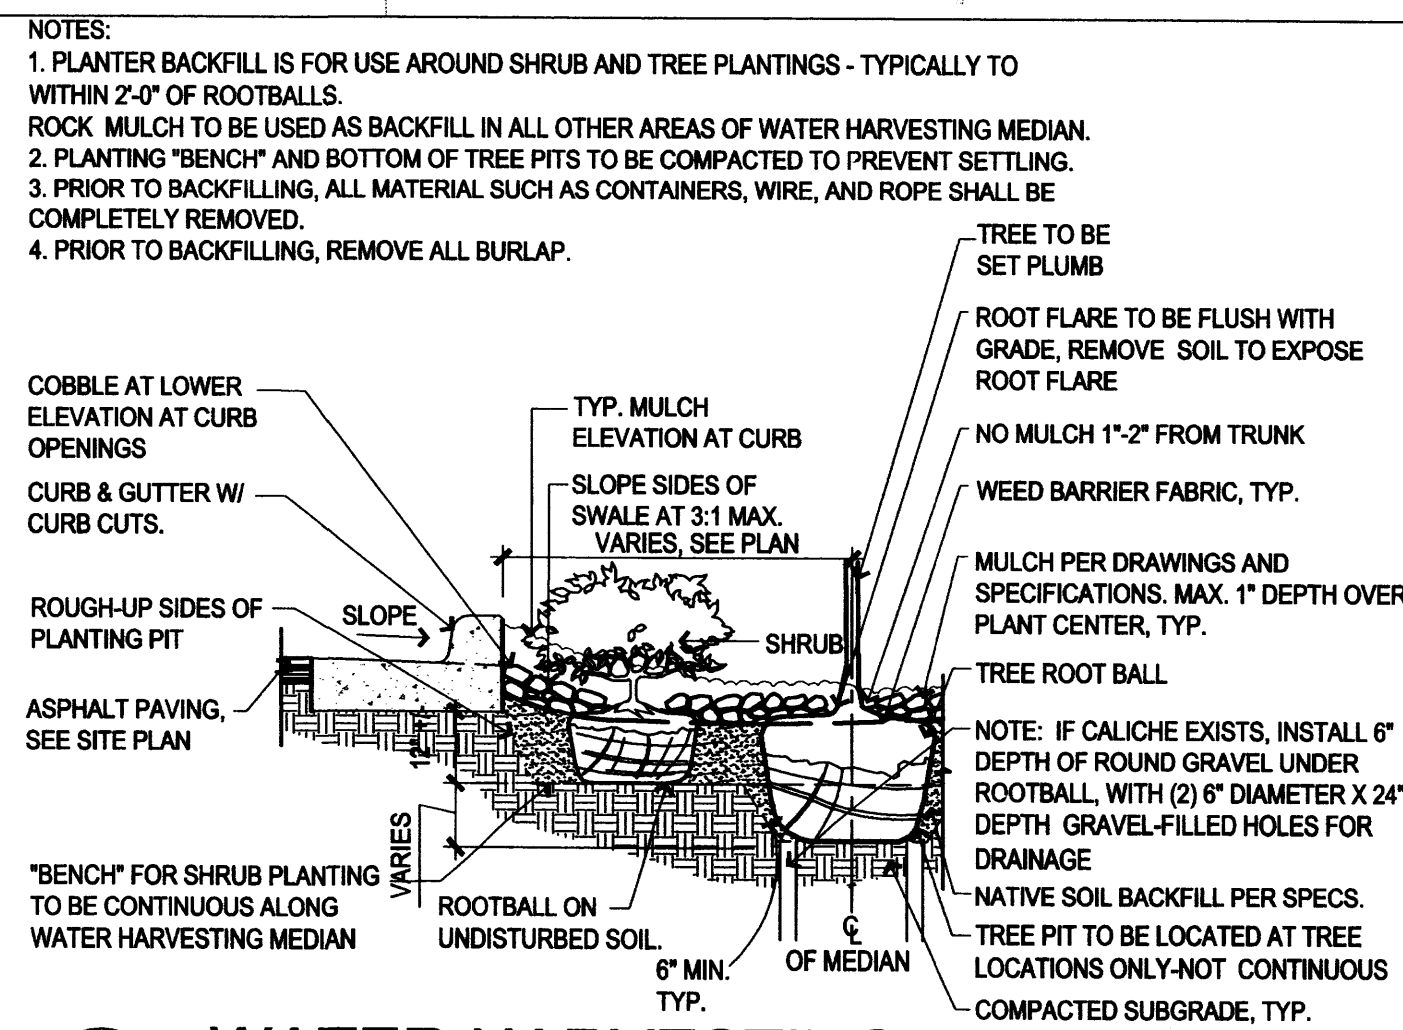 NOTES:
1. PLANTER BACKFILL IS FOR USE AROUND SHRUB AND TREE PLANTINGS - TYPICALLY TO
WITHIN 2'-0" OF ROOTBALLS.
ROCK MULCH TO BE USED AS BACKFILL IN ALL OTHER AREAS OF WATER HARVESTING MEDIAN.
2. PLANTING "BENCH" AND BOTTOM OF TREE PITS TO BE COMPACTED TO PREVENT SETTLING.
3. PRIOR TO BACKFILLING, ALL MATERIAL SUCH AS CONTAINERS, WIRE, AND ROPE SHALL BE
COMPLETELY REMOVED.
4. PRIOR TO BACKFILLING, REMOVE ALL BURLAP.
COBBLE AT LOWER
ELEVATION AT CURB
OPENINGS
CURB & GUTTER W/
CURB CUTS.
ROUGH-UP SIDES OF
PLANTING PIT
ASPHALT PAVING,
SEE SITE PLAN
"BENCH" FOR SHRUB PLANTING
TO BE CONTINUOUS ALONG
WATER HARVESTING MEDIAN
SLOPE
12"
VARIES
TYP. MULCH
ELEVATION AT CURB
SLOPE SIDES OF
SWALE AT 3:1 MAX.
VARIES, SEE PLAN
SHRUB
ROOTBALL ON
UNDISTURBED SOIL.
6" MIN.
TYP.
℄
OF MEDIAN
TREE TO BE
SET PLUMB
ROOT FLARE TO BE FLUSH WITH
GRADE, REMOVE SOIL TO EXPOSE
ROOT FLARE
NO MULCH 1"-2" FROM TRUNK
WEED BARRIER FABRIC, TYP.
MULCH PER DRAWINGS AND
SPECIFICATIONS. MAX. 1" DEPTH OVER
PLANT CENTER, TYP.
TREE ROOT BALL
NOTE: IF CALICHE EXISTS, INSTALL 6"
DEPTH OF ROUND GRAVEL UNDER
ROOTBALL, WITH (2) 6" DIAMETER X 24"
DEPTH GRAVEL-FILLED HOLES FOR
DRAINAGE
NATIVE SOIL BACKFILL PER SPECS.
TREE PIT TO BE LOCATED AT TREE
LOCATIONS ONLY-NOT CONTINUOUS
COMPACTED SUBGRADE, TYP.